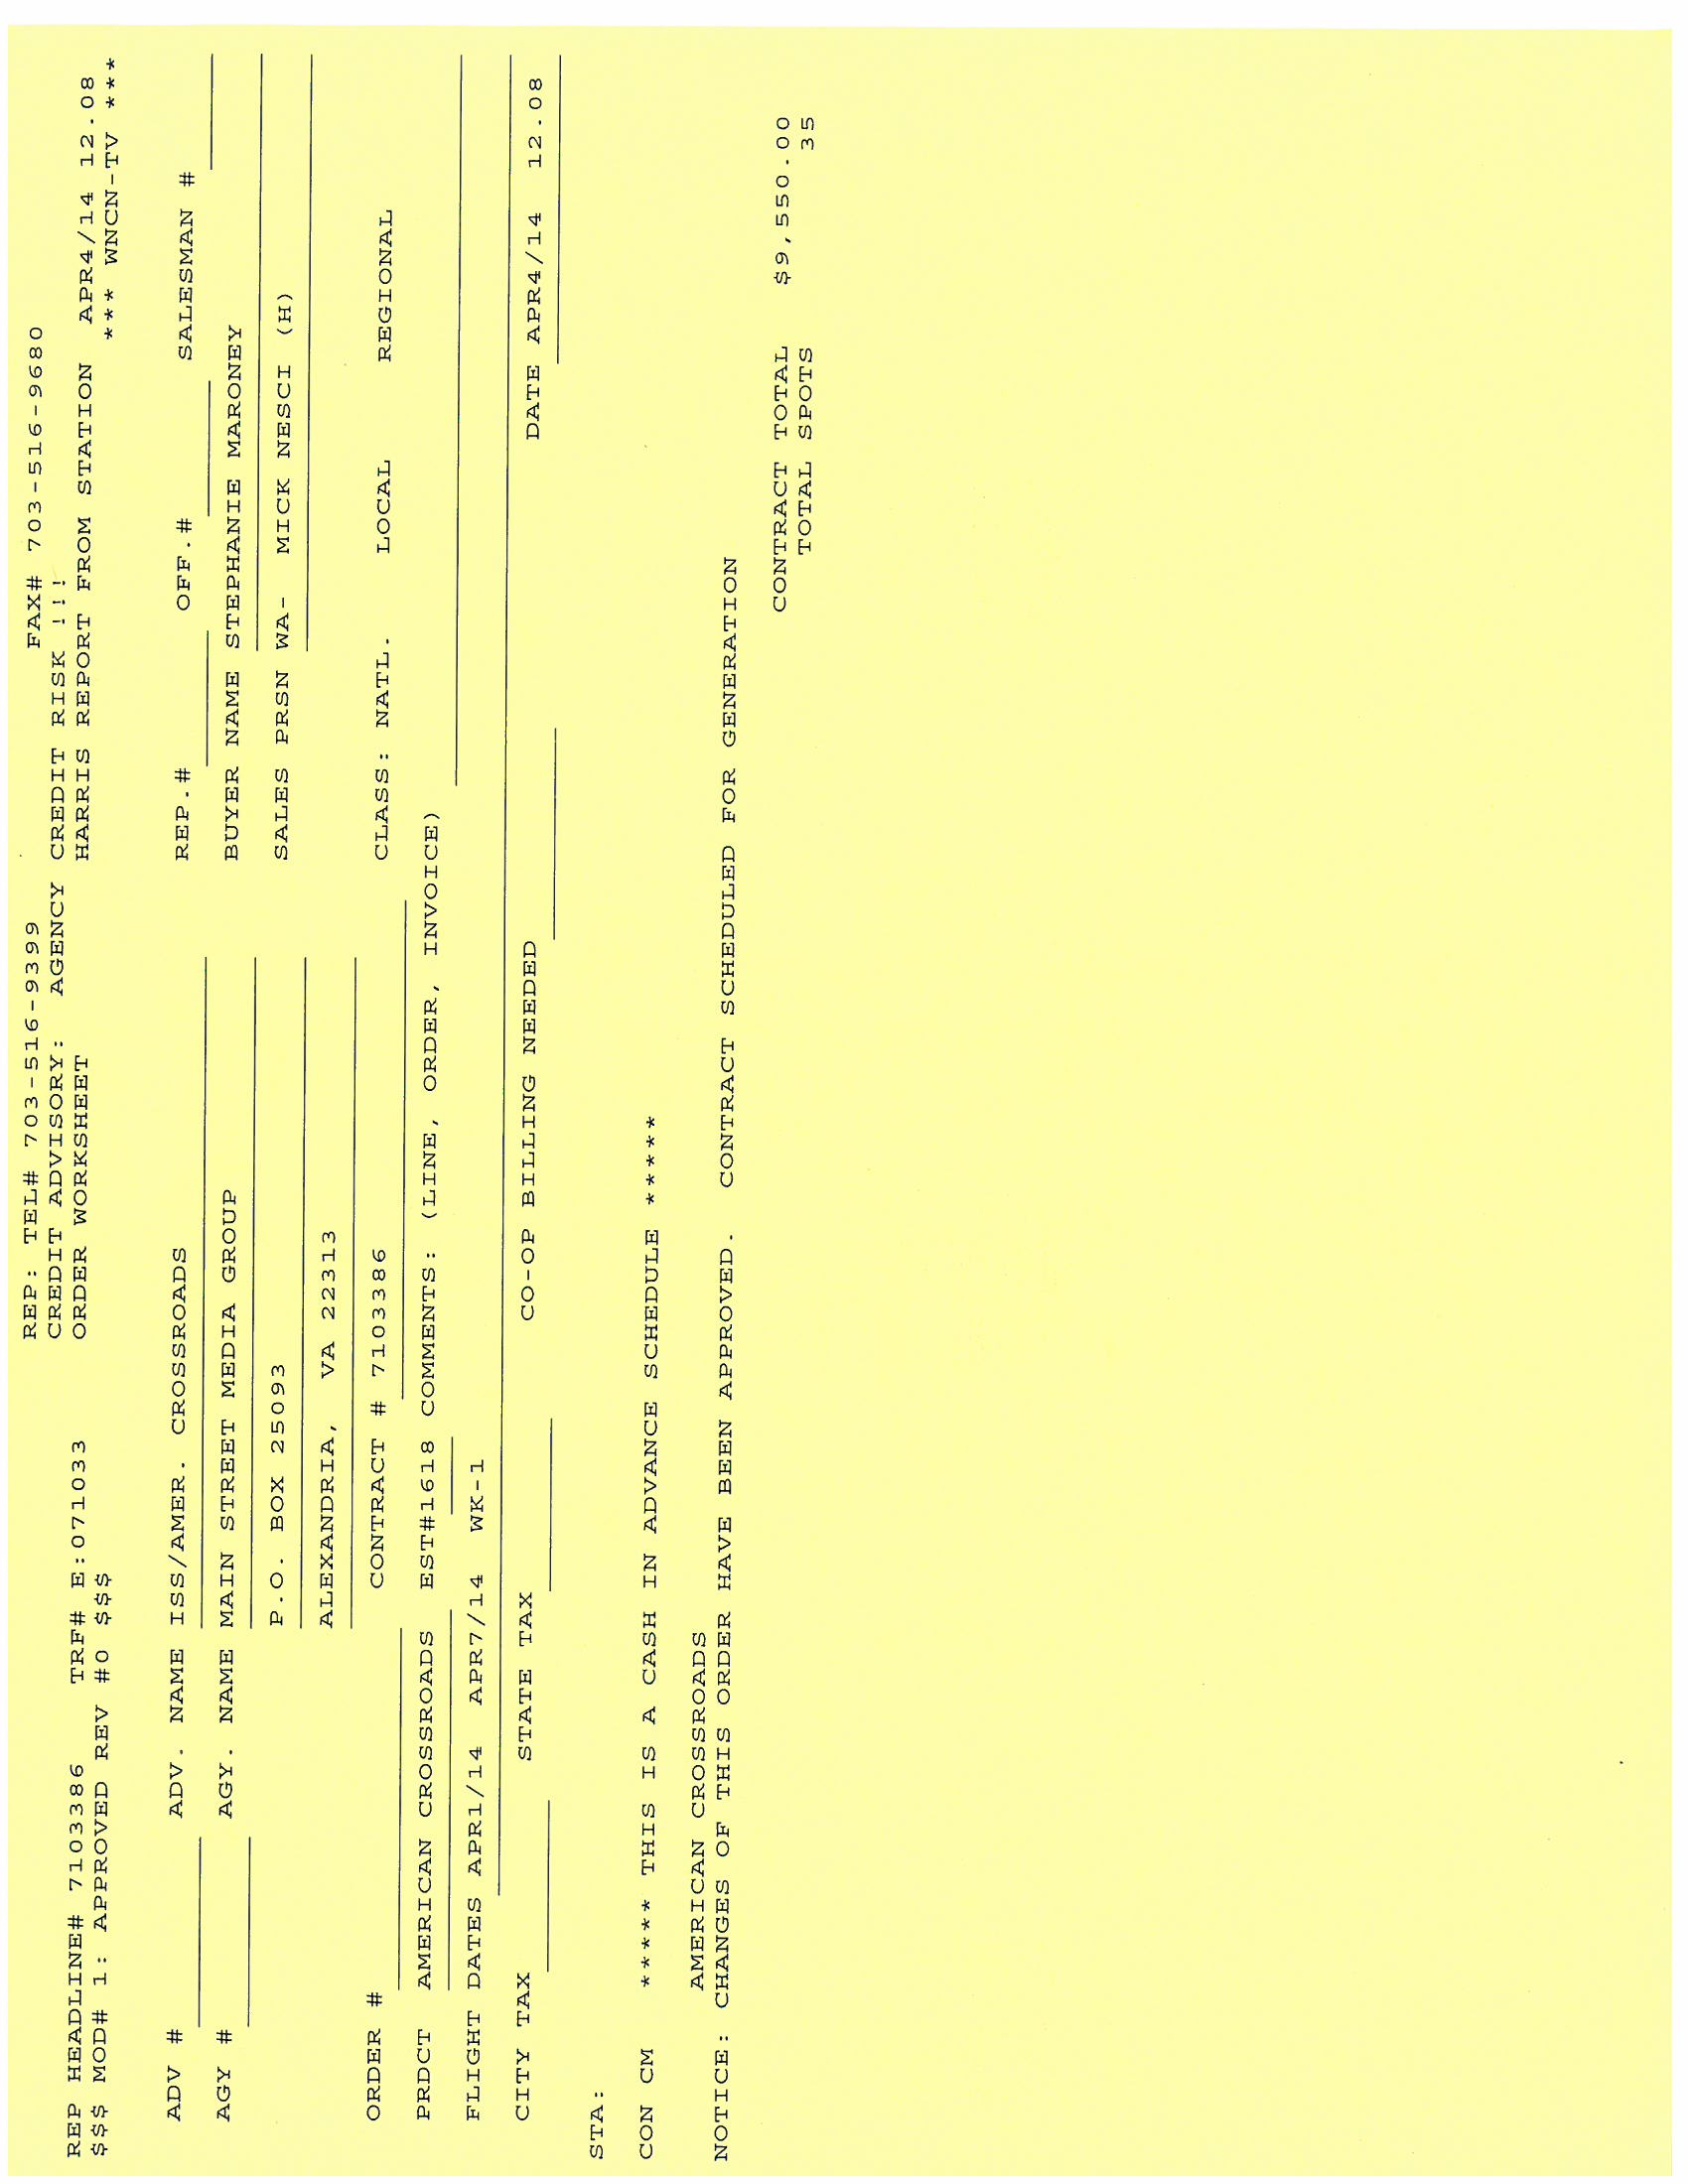 REP: TEL# 703-516-9399 FAX# 703-516-9680
CREDIT ADVISORY: AGENCY CREDIT RISK !!!
REP HEADLINE# 7103386 TRF# E:071033 ORDER WORKSHEET HARRIS REPORT FROM STATION APR4/14 12.08
$$$ MOD# 1: APPROVED REV #0 $$$ *** WNCN-TV ***
ADV # ADV. NAME ISS/AMER. CROSSROADS REP.# OFF.# SALESMAN #
AGY # AGY. NAME MAIN STREET MEDIA GROUP BUYER NAME STEPHANIE MARONEY
P.O. BOX 25093 SALES PRSN WA- MICK NESCI (H)
ALEXANDRIA, VA 22313
ORDER # CONTRACT # 7103386 CLASS: NATL. LOCAL REGIONAL
PRDCT AMERICAN CROSSROADS EST#1618 COMMENTS: (LINE, ORDER, INVOICE)
FLIGHT DATES APR1/14 APR7/14 WK-1
CITY TAX STATE TAX CO-OP BILLING NEEDED DATE APR4/14 12.08
STA:
CON CM ***** THIS IS A CASH IN ADVANCE SCHEDULE *****
AMERICAN CROSSROADS
NOTICE: CHANGES OF THIS ORDER HAVE BEEN APPROVED. CONTRACT SCHEDULED FOR GENERATION
CONTRACT TOTAL $9,550.00
TOTAL SPOTS 35